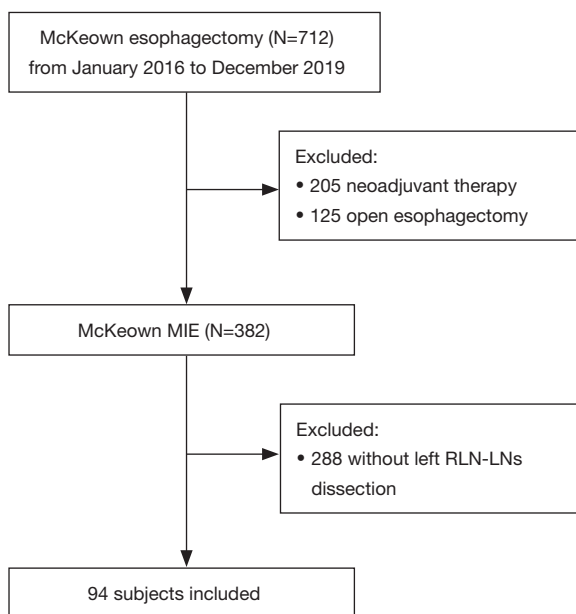 McKeown esophagectomy (N=712)
from January 2016 to December 2019
Excluded:
• 205 neoadjuvant therapy
• 125 open esophagectomy
McKeown MIE (N=382)
Excluded:
• 288 without left RLN-LNs
dissection
94 subjects included